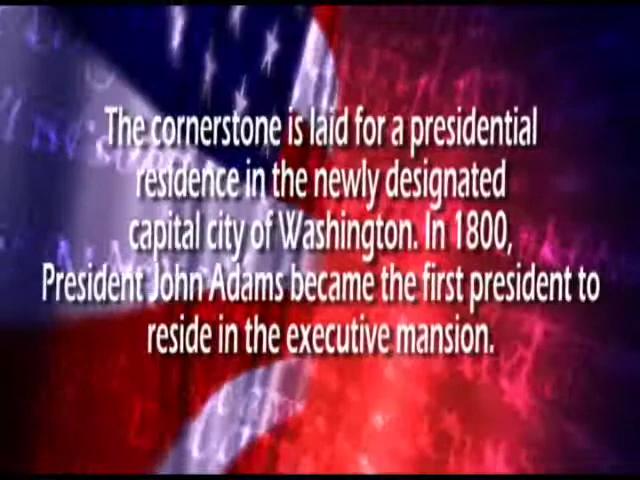 The cornerstone is laid for a presidential
residence in the newly designated
capital city of Washington. In 1800,
President John Adams became the first president to
reside in the executive mansion.